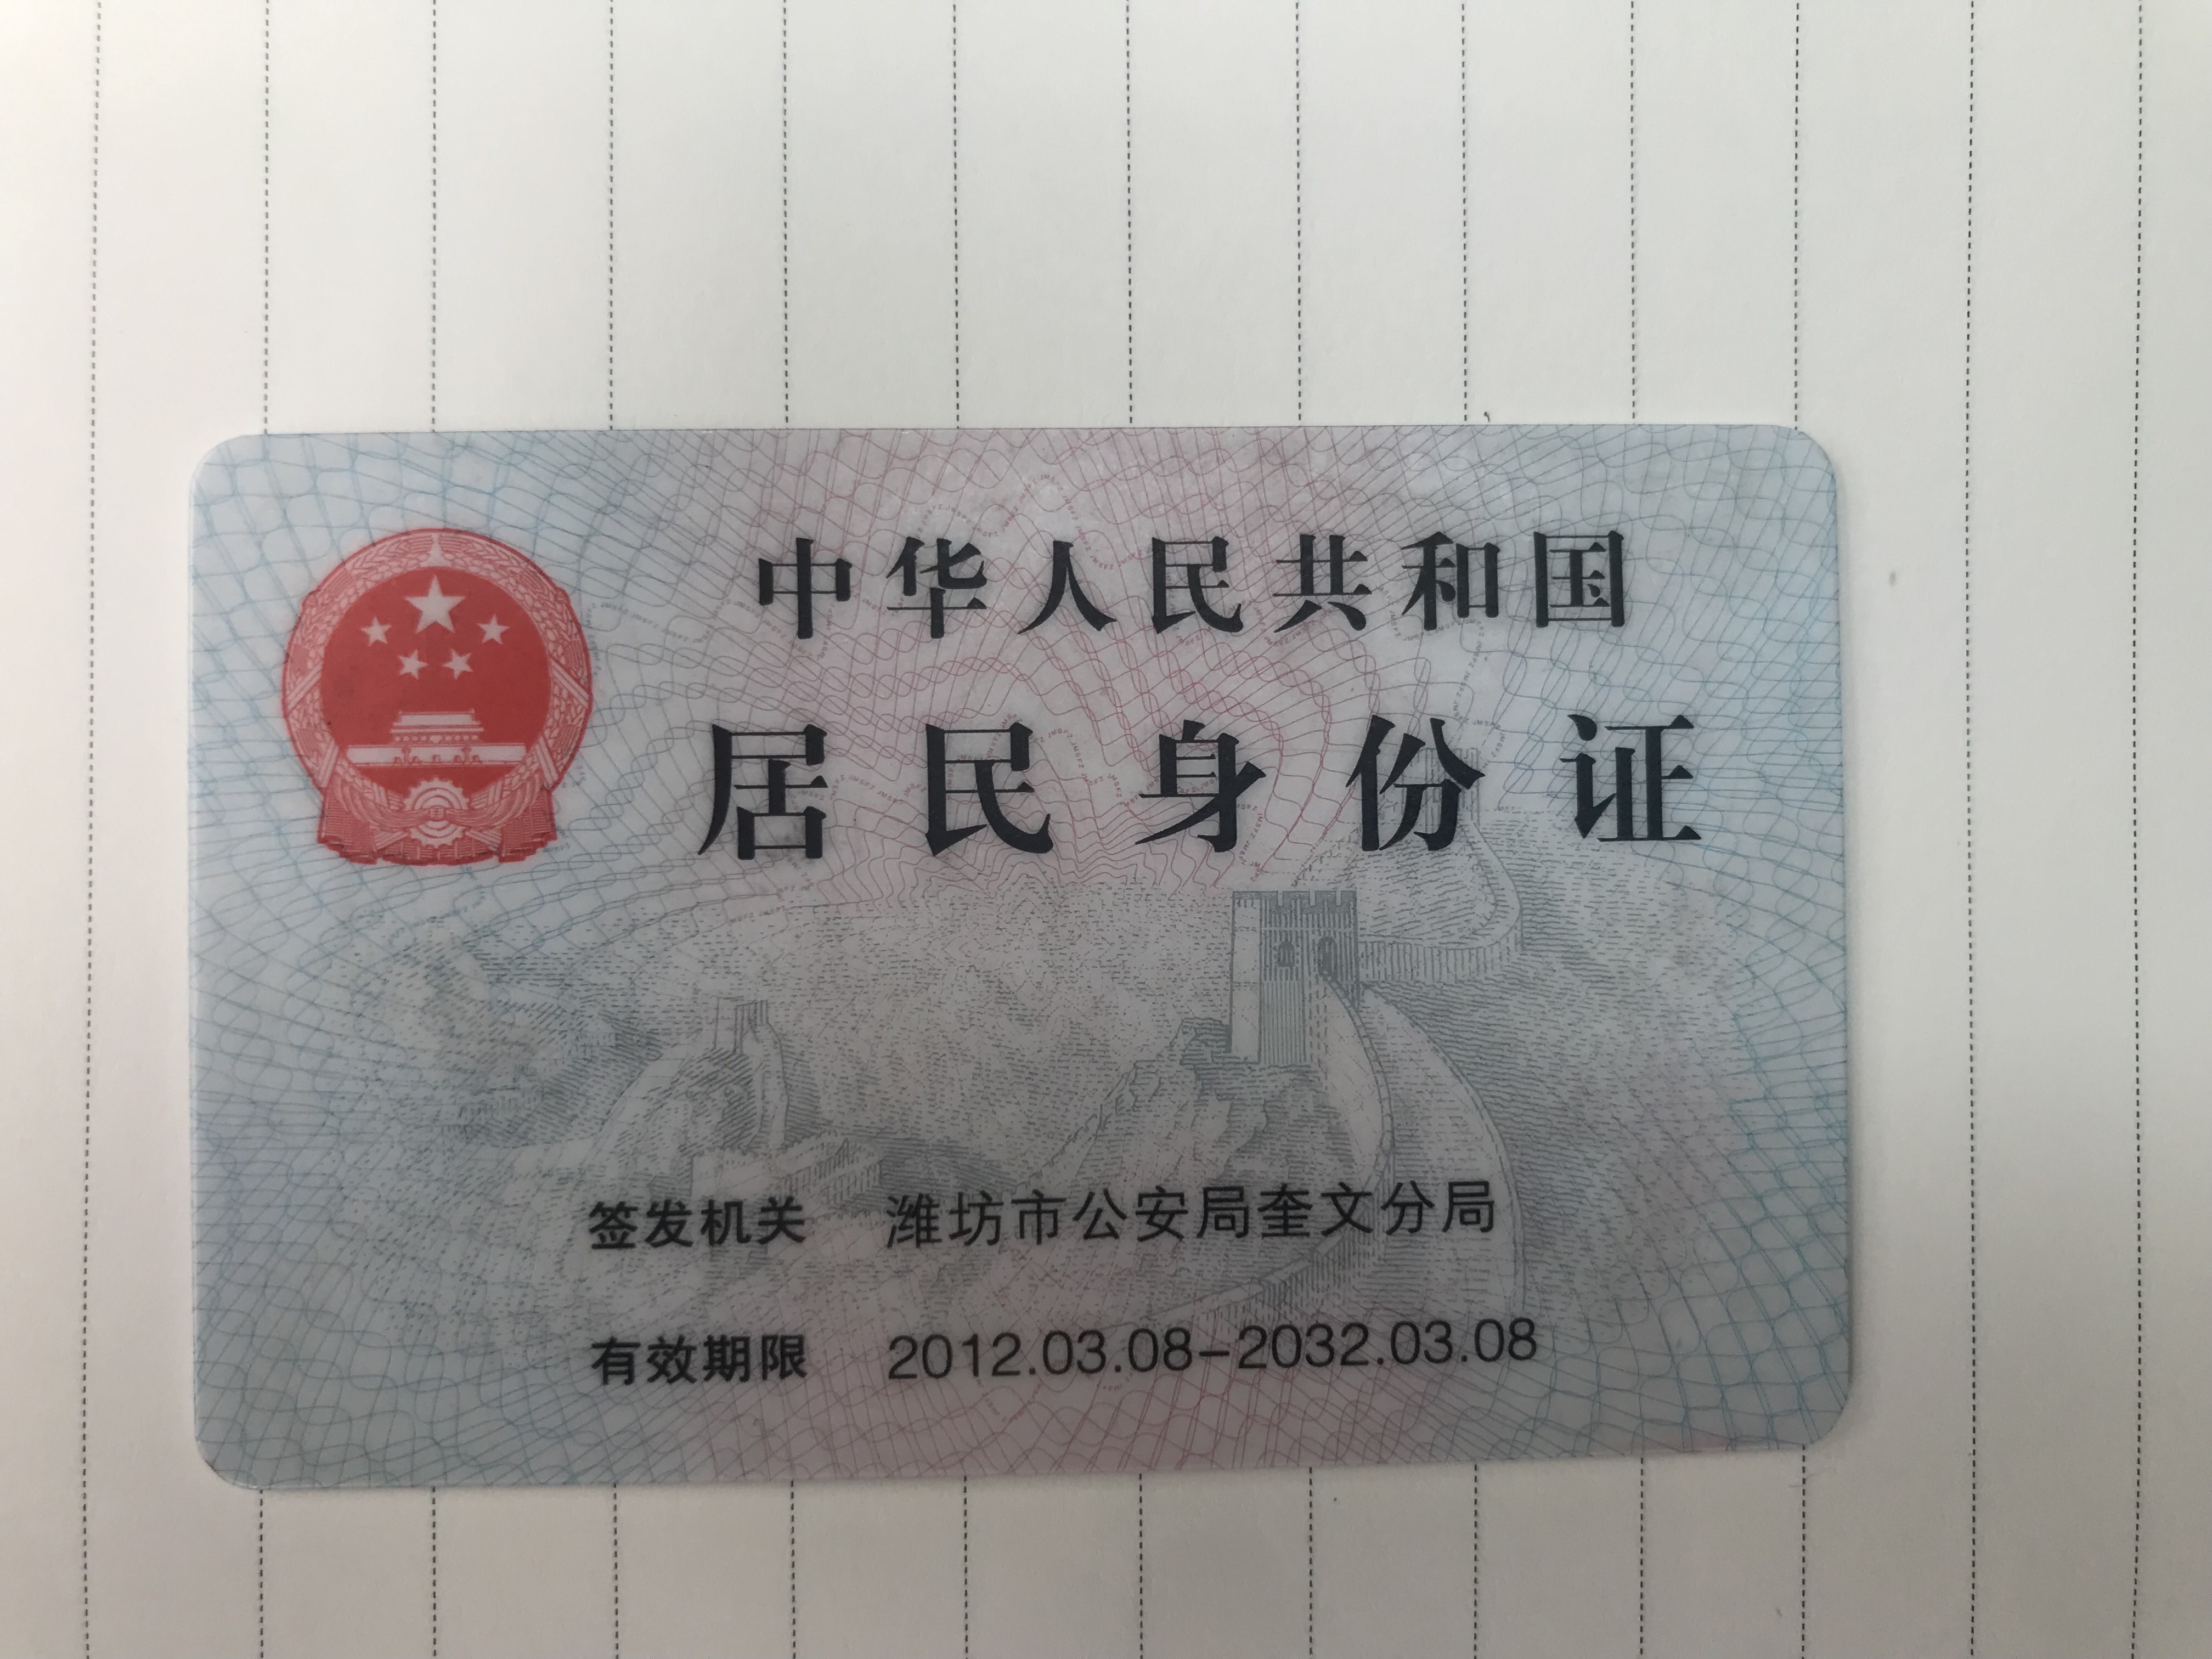 中华人民共和国
居民身份证
签发机关 潍坊市公安局奎文分局
有效期限 2012.03.08-2032.03.08